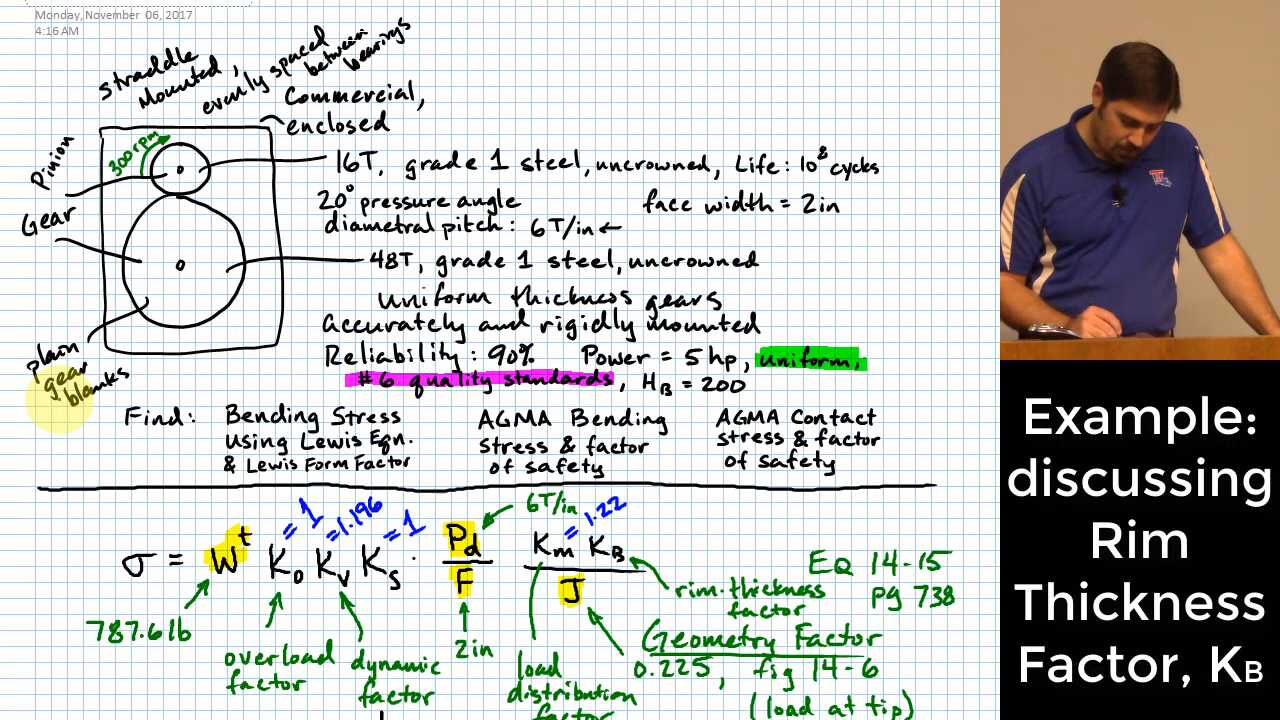 Monday, November 06, 2017
4:16 AM
straddle
mounted,
evenly spaced
between
bearings
Commercial,
enclosed
300 rpm
Pinion
Gear
16T, grade 1 steel, uncrowned, Life: 10⁸ cycles
20° pressure angle face width = 2in
diametral pitch: 6T/in ←
48T, grade 1 steel, uncrowned
uniform thickness gears
accurately and rigidly mounted
Reliability: 90% Power = 5 hp, uniform,
#6 quality standards, H_B = 200
plain
gear
blanks
Find: Bending Stress
using Lewis Eqn.
& Lewis Form Factor
AGMA Bending
stress & factor
of safety
AGMA Contact
stress & factor
of safety
=1 =1.196 =1 6T/in =1.22
σ = Wᵗ K_o K_v K_s · P_d/F K_m K_B/J
EQ 14-15
pg 738
787.6 lb
overload
factor
dynamic
factor
2in
load
distribution
factor
rim-thickness
factor
Geometry Factor
0.225, fig 14-6
(load at tip)
Example:
discussing
Rim
Thickness
Factor, KB